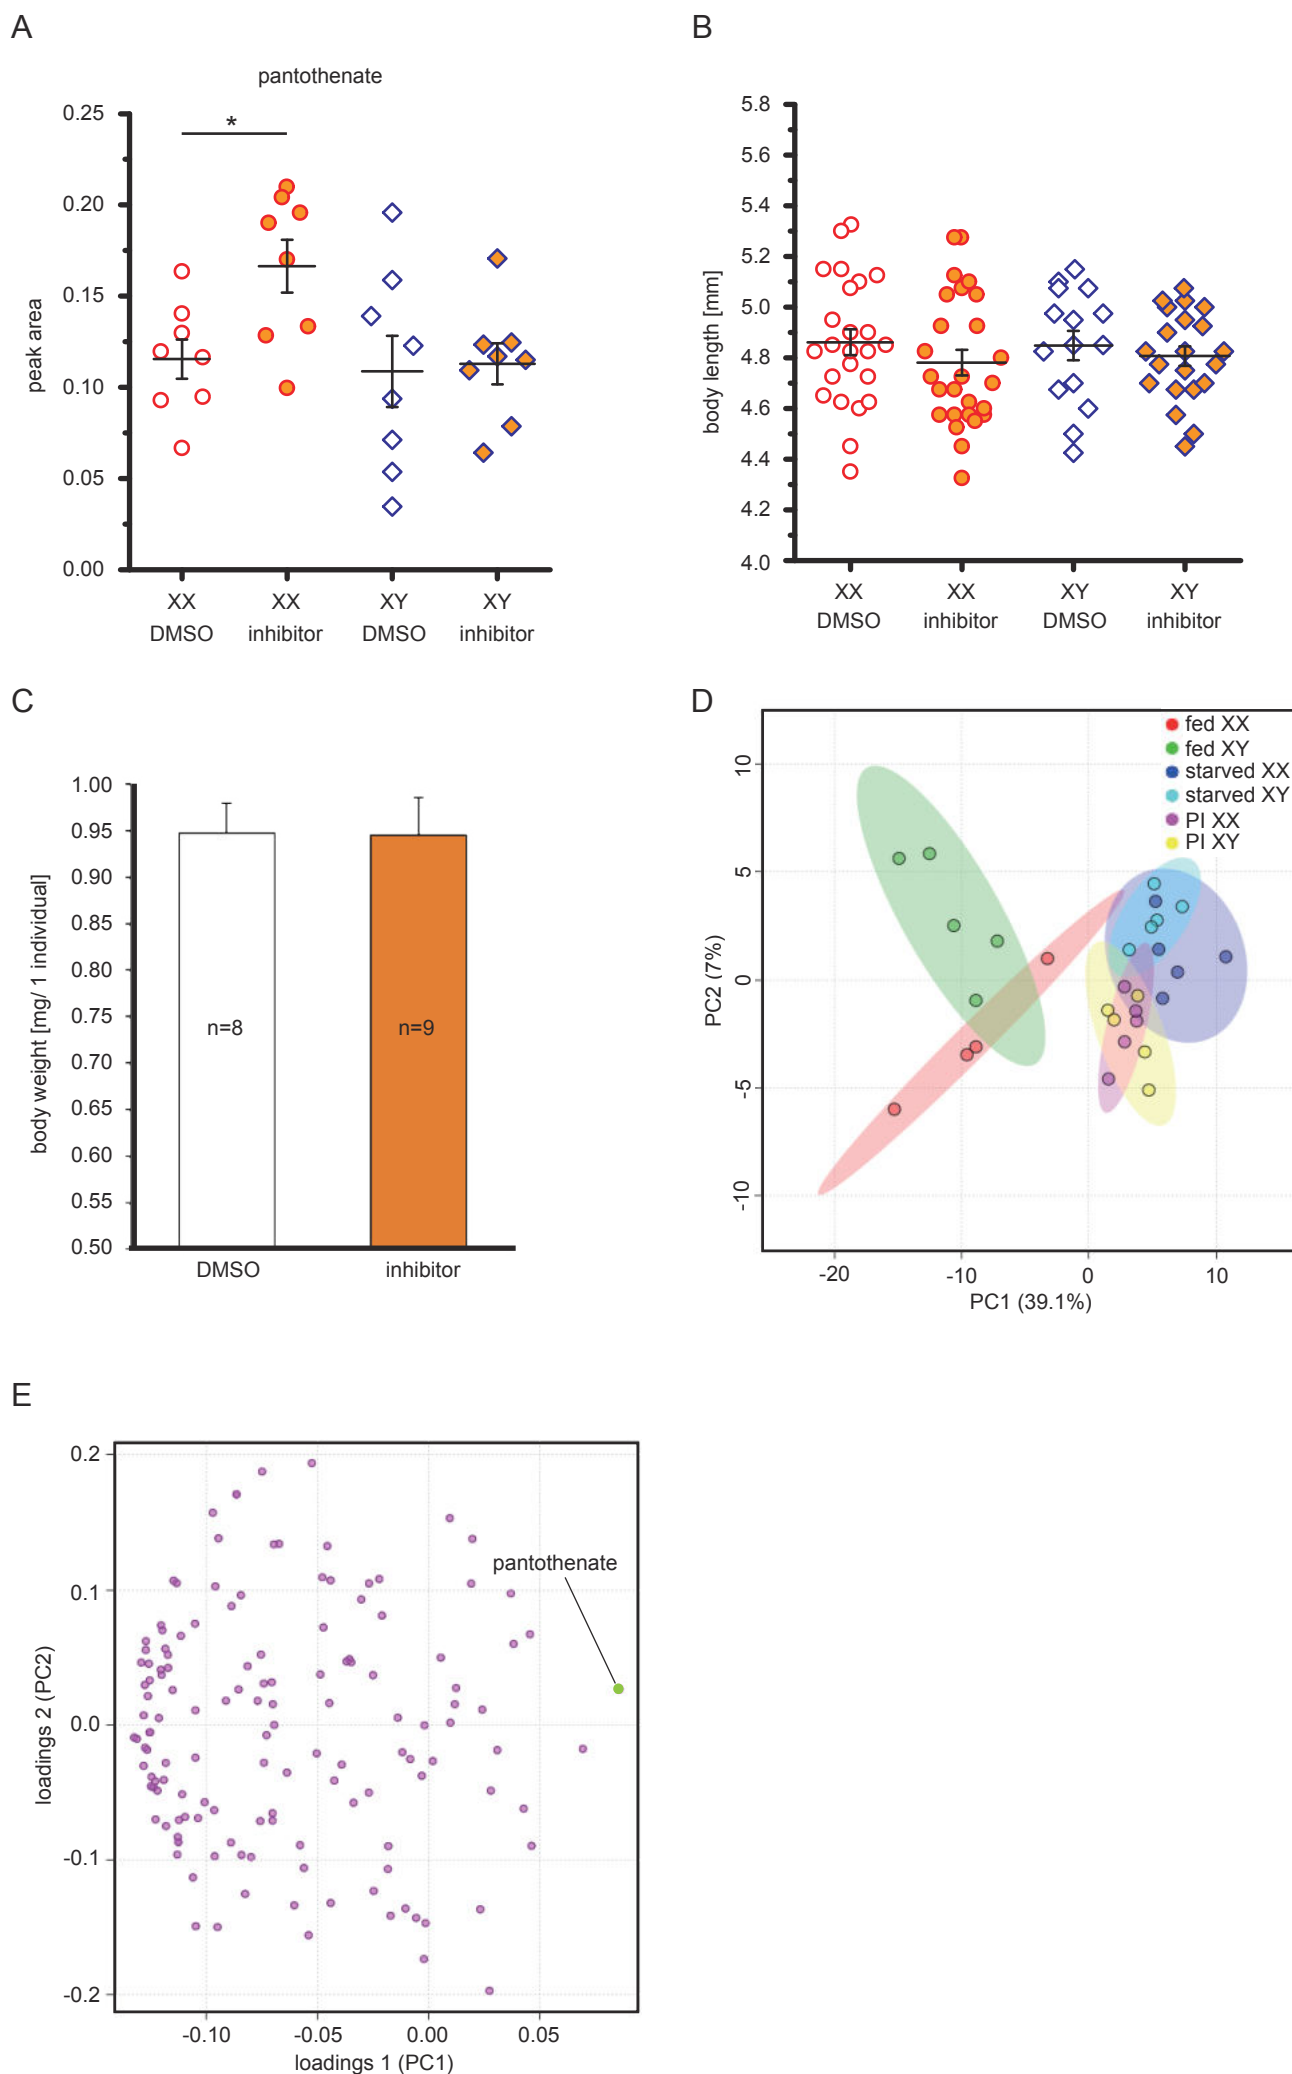 A
pantothenate
*
peak area
0.25
0.20
0.15
0.10
0.05
0.00
XX XX XY XY
DMSO inhibitor DMSO inhibitor
B
body length [mm]
5.8
5.6
5.4
5.2
5.0
4.8
4.6
4.4
4.2
4.0
XX XX XY XY
DMSO inhibitor DMSO inhibitor
C
body weight [mg/ 1 individual]
1.00
0.95
0.90
0.85
0.80
0.75
0.70
0.65
0.60
0.55
0.50
n=8 n=9
DMSO inhibitor
D
fed XX
fed XY
starved XX
starved XY
PI XX
PI XY
PC2 (7%)
10
5
0
-5
-10
-20 -10 0 10
PC1 (39.1%)
E
pantothenate
loadings 2 (PC2)
0.2
0.1
0.0
-0.1
-0.2
-0.10 -0.05 0.00 0.05
loadings 1 (PC1)